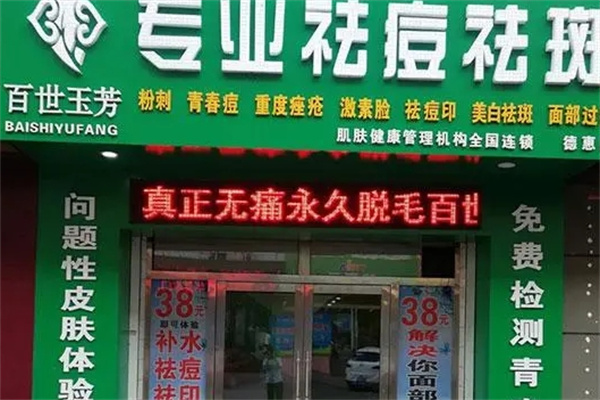 专业祛痘祛斑
百世玉芳
BAISHIYUFANG
粉刺 青春痘 重度痤疮 激素脸 祛痘印 美白祛斑 面部过
肌肤健康管理机构全国连锁 德惠
真正无痛永久脱毛百世
问题性皮肤体验
免费检测青
38元
即可体验
补水
祛痘
祛印
38元
解决你面部